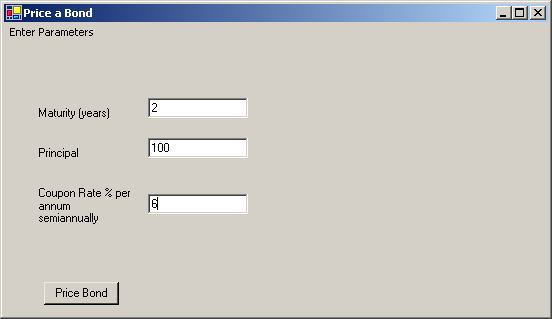 Price a Bond
Enter Parameters
Maturity (years)
2
Principal
100
Coupon Rate % per
annum
semiannually
6
Price Bond